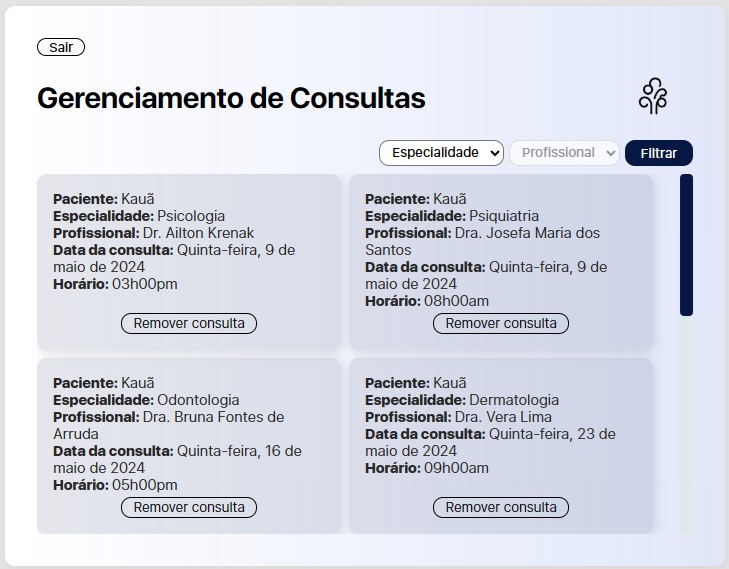 Sair
Gerenciamento de Consultas
Especialidade
Profissional
Filtrar
Paciente: Kauã
Especialidade: Psicologia
Profissional: Dr. Ailton Krenak
Data da consulta: Quinta-feira, 9 de
maio de 2024
Horário: 03h00pm
Remover consulta
Paciente: Kauã
Especialidade: Psiquiatria
Profissional: Dra. Josefa Maria dos
Santos
Data da consulta: Quinta-feira, 9 de
maio de 2024
Horário: 08h00am
Remover consulta
Paciente: Kauã
Especialidade: Odontologia
Profissional: Dra. Bruna Fontes de
Arruda
Data da consulta: Quinta-feira, 16 de
maio de 2024
Horário: 05h00pm
Remover consulta
Paciente: Kauã
Especialidade: Dermatologia
Profissional: Dra. Vera Lima
Data da consulta: Quinta-feira, 23 de
maio de 2024
Horário: 09h00am
Remover consulta